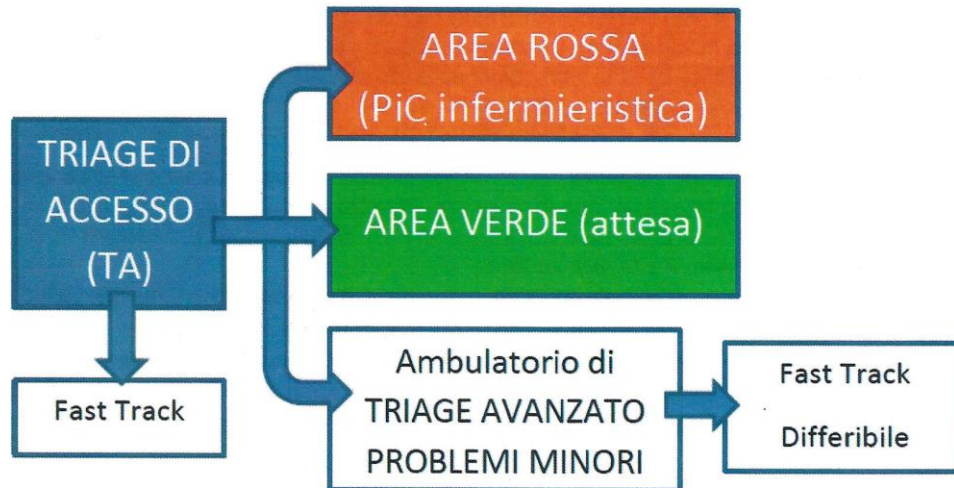 TRIAGE DI
ACCESSO
(TA)
Fast Track
AREA ROSSA
(PiC infermieristica)
AREA VERDE (attesa)
Ambulatorio di
TRIAGE AVANZATO
PROBLEMI MINORI
Fast Track
Differibile